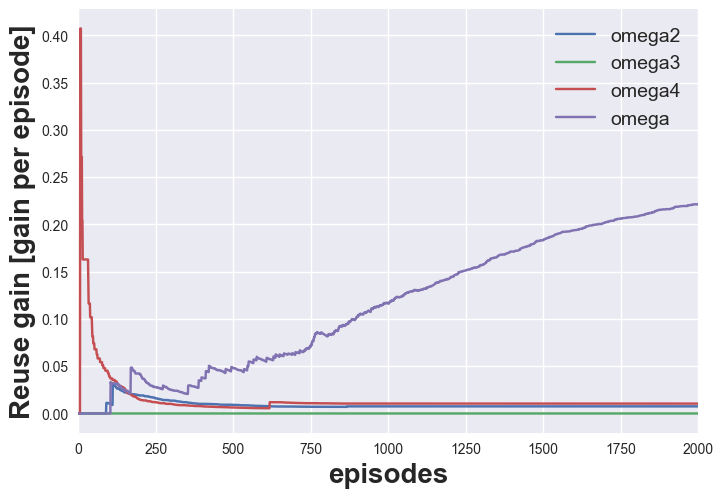 Reuse gain [gain per episode]
0.40
0.35
0.30
0.25
0.20
0.15
0.10
0.05
0.00
omega2
omega3
omega4
omega
0 250 500 750 1000 1250 1500 1750 2000
episodes